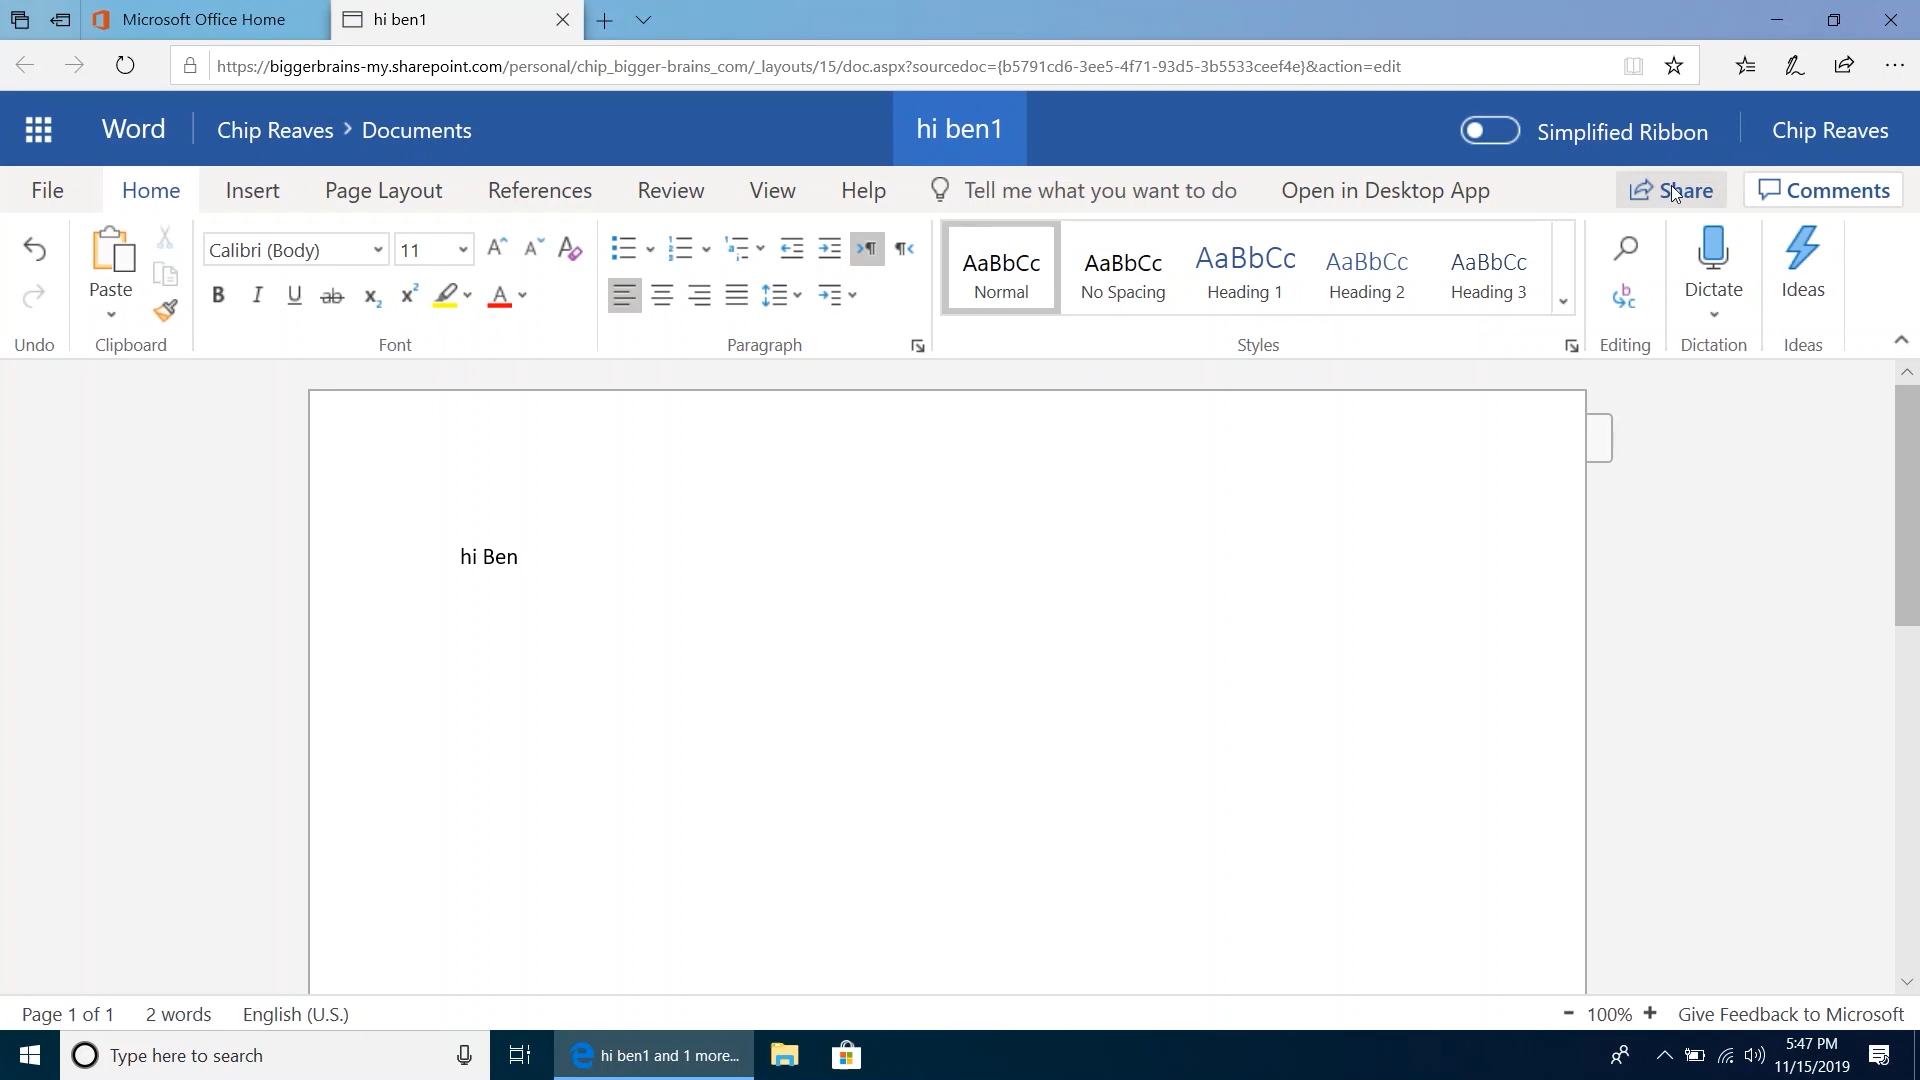 Microsoft Office Home
hi ben1
https://biggerbrains-my.sharepoint.com/personal/chip_bigger-brains_com/_layouts/15/doc.aspx?sourcedoc={b5791cd6-3ee5-4f71-93d5-3b5533ceef4e}&action=edit
Word
Chip Reaves > Documents
hi ben1
Simplified Ribbon
Chip Reaves
File Home Insert Page Layout References Review View Help Tell me what you want to do Open in Desktop App Share Comments
Calibri (Body) 11
Paste
B I U ab x₂ x² A
AaBbCc AaBbCc AaBbCc AaBbCc AaBbCc
Normal No Spacing Heading 1 Heading 2 Heading 3
Dictate Ideas
Undo Clipboard Font Paragraph Styles Editing Dictation Ideas
hi Ben
Page 1 of 1 2 words English (U.S.) - 100% + Give Feedback to Microsoft
Type here to search
hi ben1 and 1 more...
5:47 PM
11/15/2019